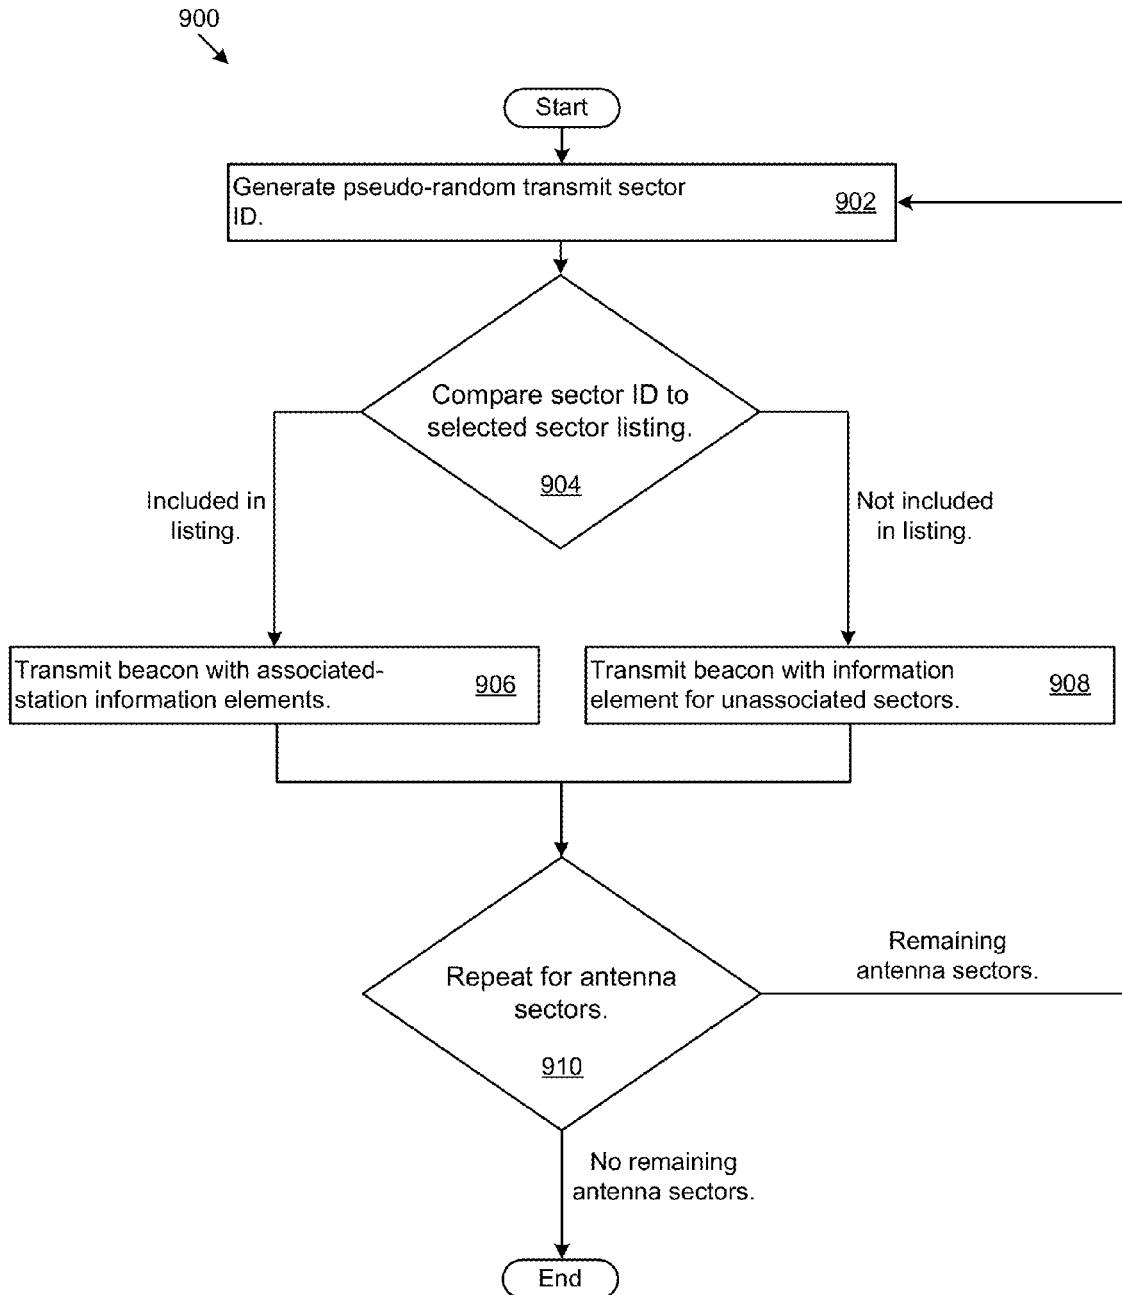 900
Start
Generate pseudo-random transmit sector
ID.
902
Compare sector ID to
selected sector listing.
904
Included in
listing.
Not included
in listing.
Transmit beacon with associated-
station information elements.
906
Transmit beacon with information
element for unassociated sectors.
908
Repeat for antenna
sectors.
910
Remaining
antenna sectors.
No remaining
antenna sectors.
End